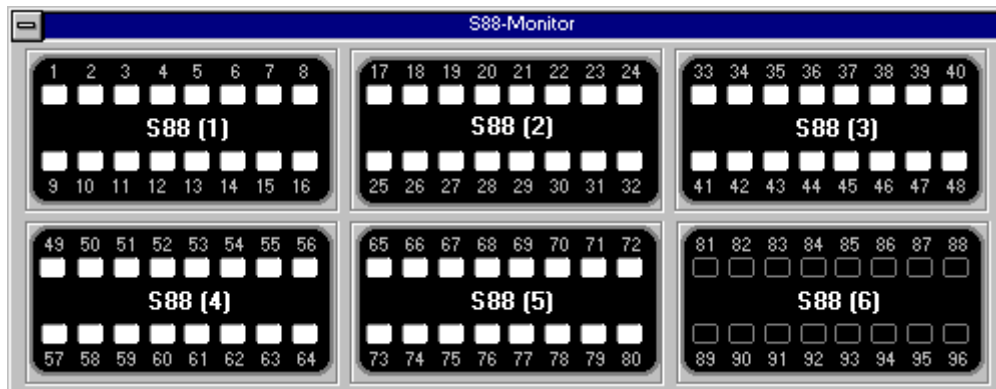 S88-Monitor
1 2 3 4 5 6 7 8
S88 (1)
9 10 11 12 13 14 15 16
17 18 19 20 21 22 23 24
S88 (2)
25 26 27 28 29 30 31 32
33 34 35 36 37 38 39 40
S88 (3)
41 42 43 44 45 46 47 48
49 50 51 52 53 54 55 56
S88 (4)
57 58 59 60 61 62 63 64
65 66 67 68 69 70 71 72
S88 (5)
73 74 75 76 77 78 79 80
81 82 83 84 85 86 87 88
S88 (6)
89 90 91 92 93 94 95 96